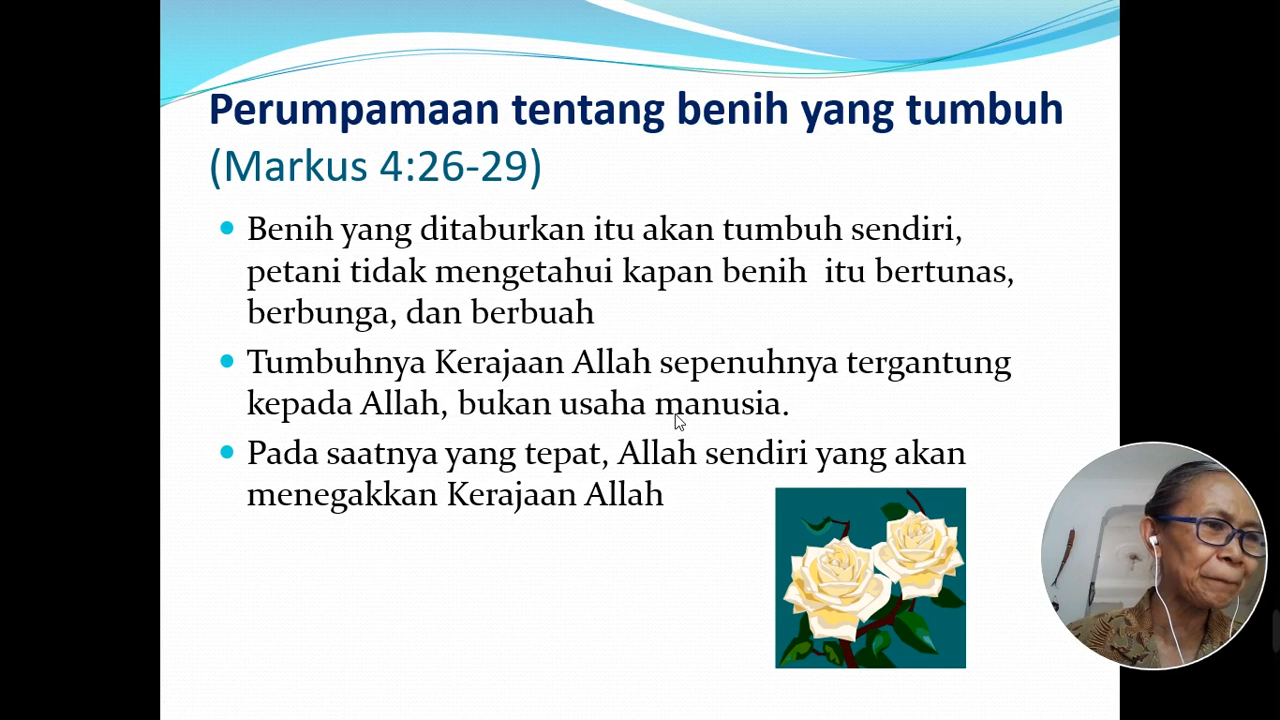 Perumpamaan tentang benih yang tumbuh
(Markus 4:26-29)
Benih yang ditaburkan itu akan tumbuh sendiri,
petani tidak mengetahui kapan benih  itu bertunas,
berbunga, dan berbuah
Tumbuhnya Kerajaan Allah sepenuhnya tergantung
kepada Allah, bukan usaha manusia.
Pada saatnya yang tepat, Allah sendiri yang akan
menegakkan Kerajaan Allah